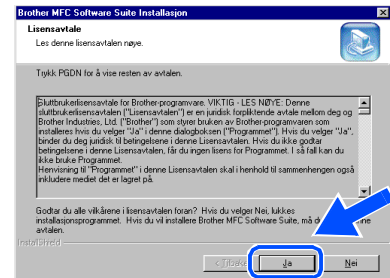 Brother MFC Software Suite Installasjon
Lisensavtale
Les denne lisensavtalen nøye.
Trykk PGDN for å vise resten av avtalen.
Sluttbrukerlisensavtale for Brother-programvare. VIKTIG - LES NØYE: Denne
sluttbrukerlisensavtalen ("Lisensavtalen") er en juridisk forpliktende avtale mellom deg og
Brother Industries, Ltd. ("Brother") som styrer bruken av Brother-programvaren som
installeres hvis du velger "Ja" i denne dialogboksen ("Programmet"). Hvis du velger "Ja",
binder du deg juridisk til betingelsene i denne Lisensavtalen. Hvis du ikke godtar
betingelsene i denne Lisensavtalen, får du ingen lisens for Programmet. I så fall kan du
ikke bruke Programmet.
Henvisning til "Programmet" i denne Lisensavtalen skal i henhold til sammenhengen også
inkludere mediet det er lagret på.
Godtar du alle vilkårene i lisensavtalen foran? Hvis du velger Nei, lukkes
installasjonsprogrammet. Hvis du vil installere Brother MFC Software Suite, må du
avtalen.
InstallShield
< Tilbake Ja Nei